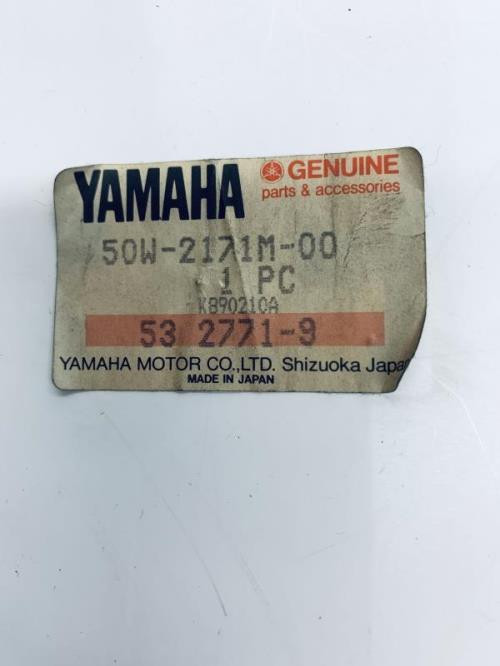 YAMAHA
GENUINE
parts & accessories
50W-2171M-00
1 PC
K890210A
53 2771-9
YAMAHA MOTOR CO.,LTD. Shizuoka Japan
MADE IN JAPAN